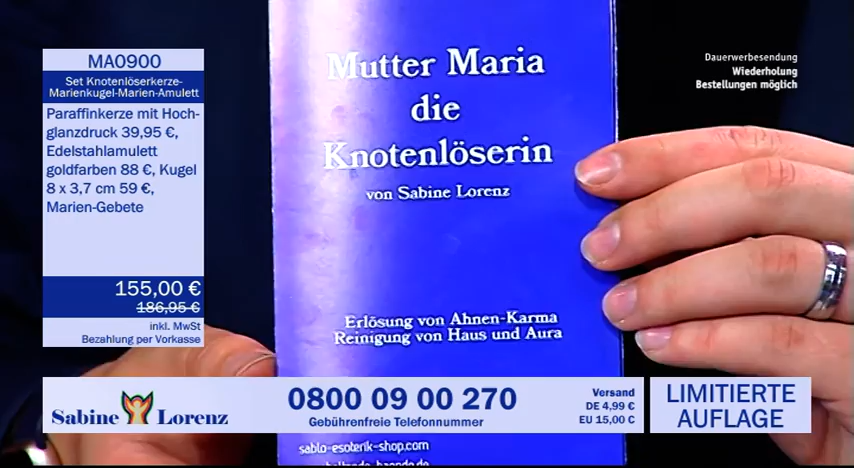 MA0900
Set Knotenlöserkerze-
Marienkugel-Marien-Amulett
Paraffinkerze mit Hoch-
glanzdruck 39,95 €,
Edelstahlamulett
goldfarben 88 €, Kugel
8 x 3,7 cm 59 €,
Marien-Gebete
155,00 €
186,95 €
inkl. MwSt
Bezahlung per Vorkasse
Mutter Maria
die
Knotenlöserin
von Sabine Lorenz
Erlösung von Ahnen-Karma
Reinigung von Haus und Aura
sablo-esoterik-shop.com
Dauerwerbesendung
Wiederholung
Bestellungen möglich
Sabine Lorenz
0800 09 00 270
Gebührenfreie Telefonnummer
Versand
DE 4,99 €
EU 15,00 €
LIMITIERTE
AUFLAGE